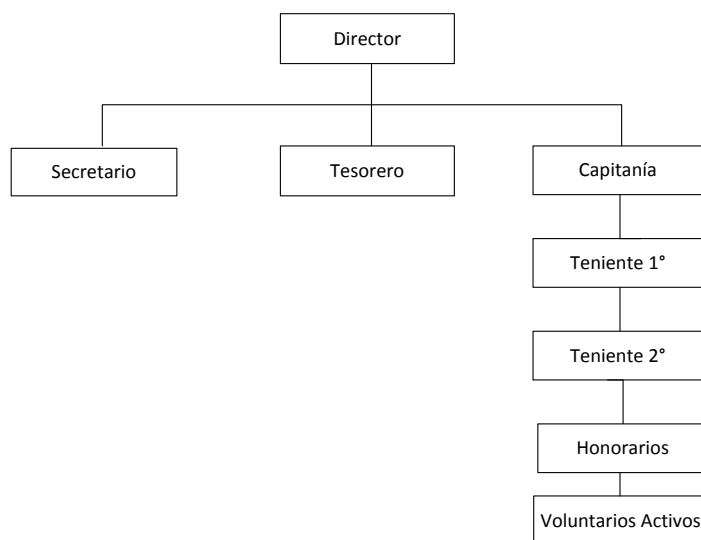 Director
Secretario
Tesorero
Capitanía
Teniente 1°
Teniente 2°
Honorarios
Voluntarios Activos